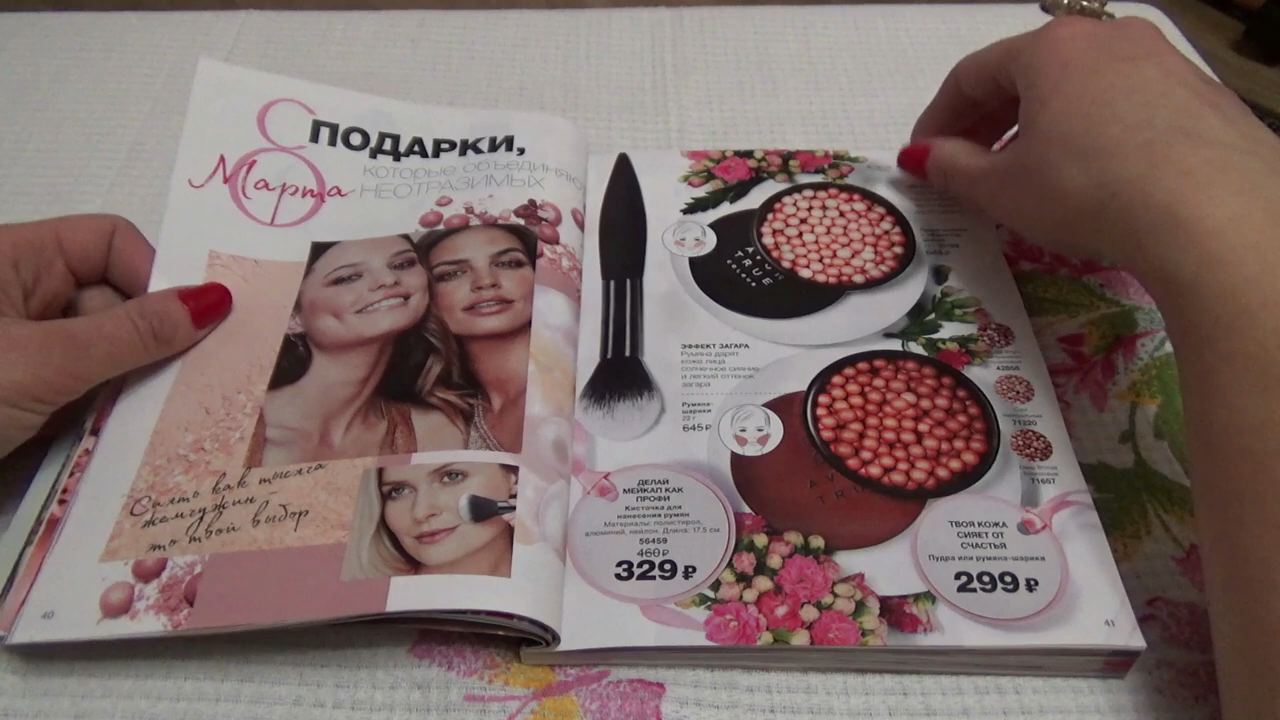 8 Марта
ПОДАРКИ,
которые объединяют
НЕОТРАЗИМЫХ
Сиять как тысяча
жемчужин -
это твой выбор
40
AVON
TRUE
COLOUR
ЭФФЕКТ ЗАГАРА
Румяна дарят
коже лица
солнечное сияние
и легкий оттенок
загара
Румяна-
шарики
22 г
645 ₽
42858
71220
71657
AVON
TRUE
ДЕЛАЙ
МЕЙКАП КАК
ПРОФИ
Кисточка для
нанесения румян
Материалы: полистирол,
алюминий, нейлон. Длина: 17,5 см.
56459
460 ₽
329 ₽
ТВОЯ КОЖА
СИЯЕТ ОТ
СЧАСТЬЯ
Пудра или румяна-шарики
299 ₽
41